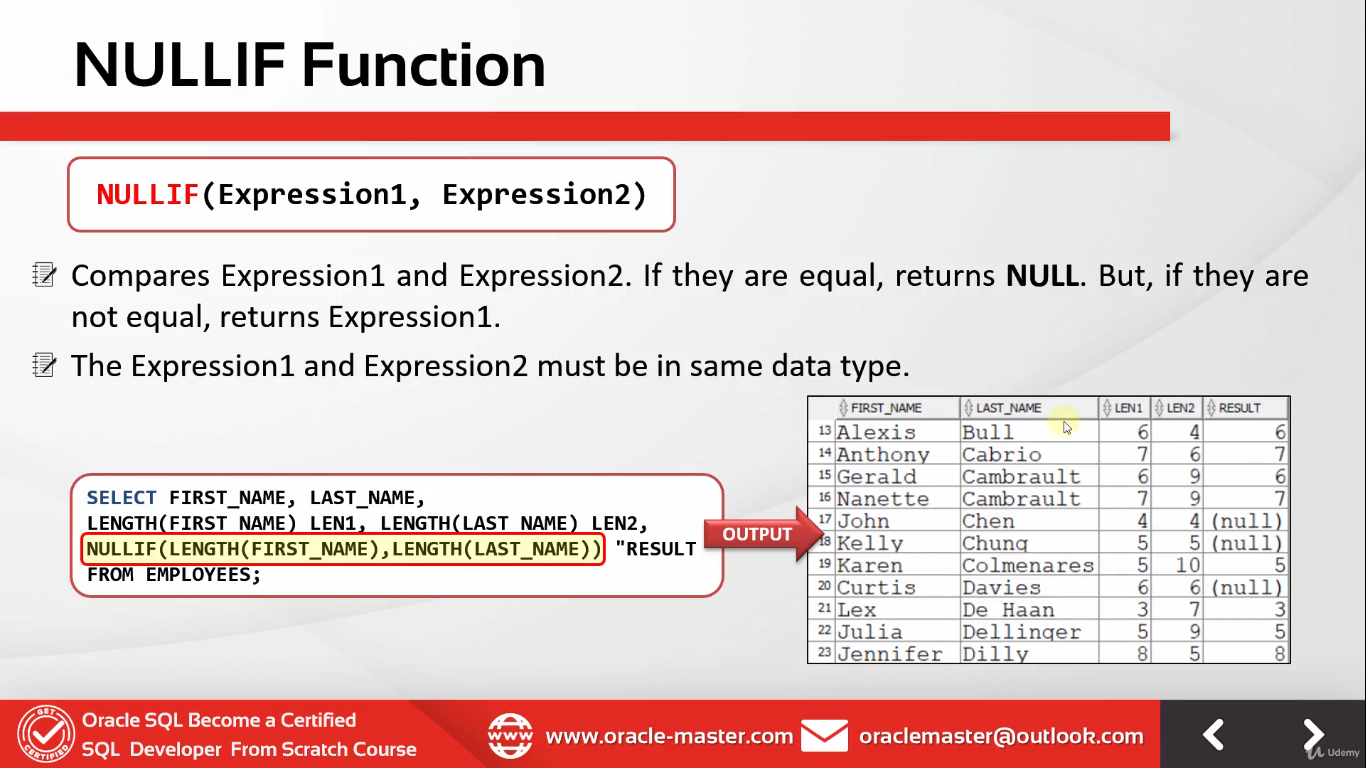 NULLIF Function
NULLIF(Expression1, Expression2)
Compares Expression1 and Expression2. If they are equal, returns NULL. But, if they are
not equal, returns Expression1.
The Expression1 and Expression2 must be in same data type.
SELECT FIRST_NAME, LAST_NAME,
LENGTH(FIRST_NAME) LEN1, LENGTH(LAST_NAME) LEN2,
NULLIF(LENGTH(FIRST_NAME),LENGTH(LAST_NAME)) "RESULT
FROM EMPLOYEES;
OUTPUT
FIRST_NAME LAST_NAME LEN1 LEN2 RESULT
13 Alexis Bull 6 4 6
14 Anthony Cabrio 7 6 7
15 Gerald Cambrault 6 9 6
16 Nanette Cambrault 7 9 7
17 John Chen 4 4 (null)
18 Kelly Chung 5 5 (null)
19 Karen Colmenares 5 10 5
20 Curtis Davies 6 6 (null)
21 Lex De Haan 3 7 3
22 Julia Dellinger 5 9 5
23 Jennifer Dilly 8 5 8
GET CERTIFIED
Oracle SQL Become a Certified
SQL Developer From Scratch Course
www
www.oracle-master.com
oraclemaster@outlook.com
Udemy